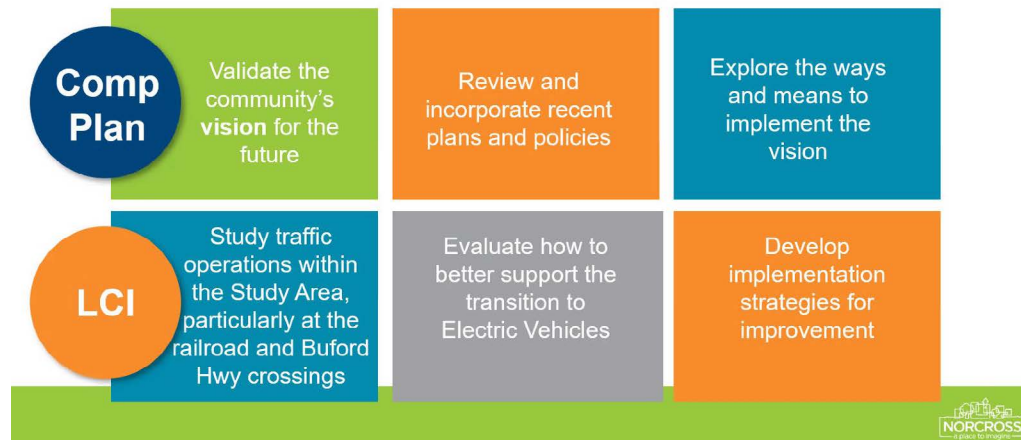 Comp
Plan
Validate the
community's
vision for the
future
Review and
incorporate recent
plans and policies
Explore the ways
and means to
implement the
vision
LCI
Study traffic
operations within
the Study Area,
particularly at the
railroad and Buford
Hwy crossings
Evaluate how to
better support the
transition to
Electric Vehicles
Develop
implementation
strategies for
improvement
NORCROSS
a place to imagine